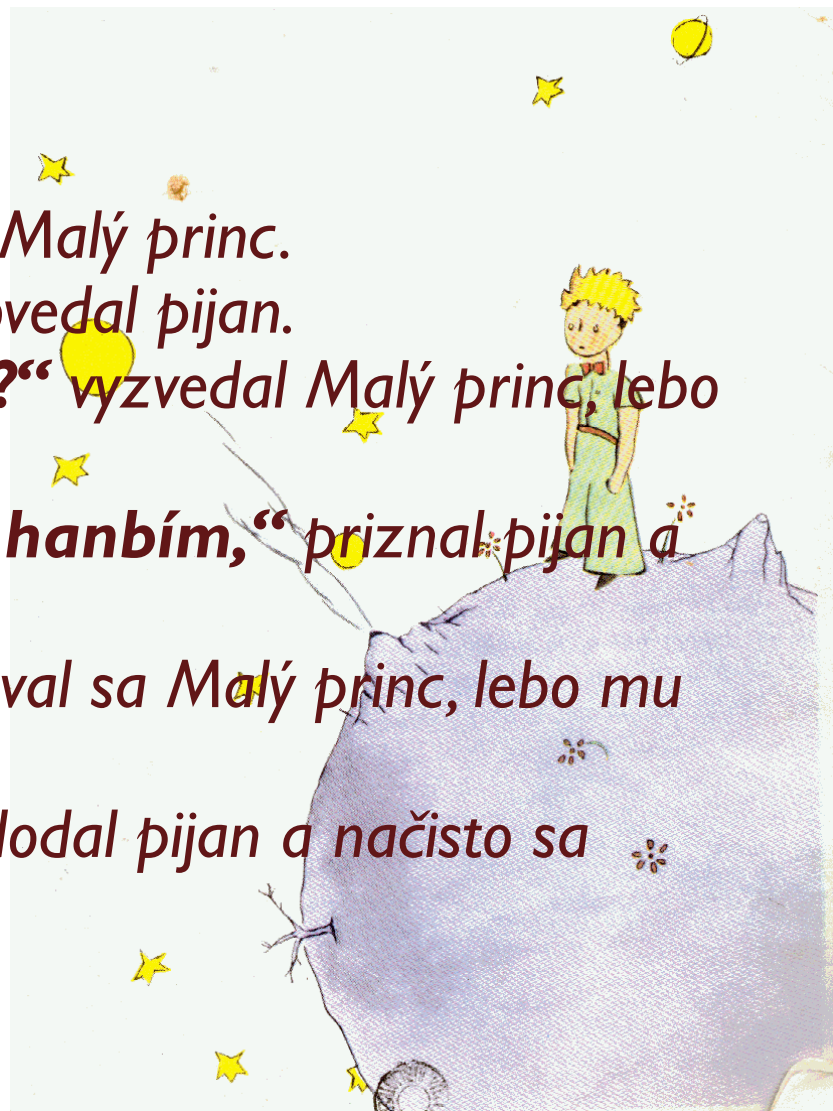 Malý princ.
vedal pijan.
?“ vyzvedal Malý princ, lebo
hanbím,“ priznal pijan a
val sa Malý princ, lebo mu
dodal pijan a načisto sa